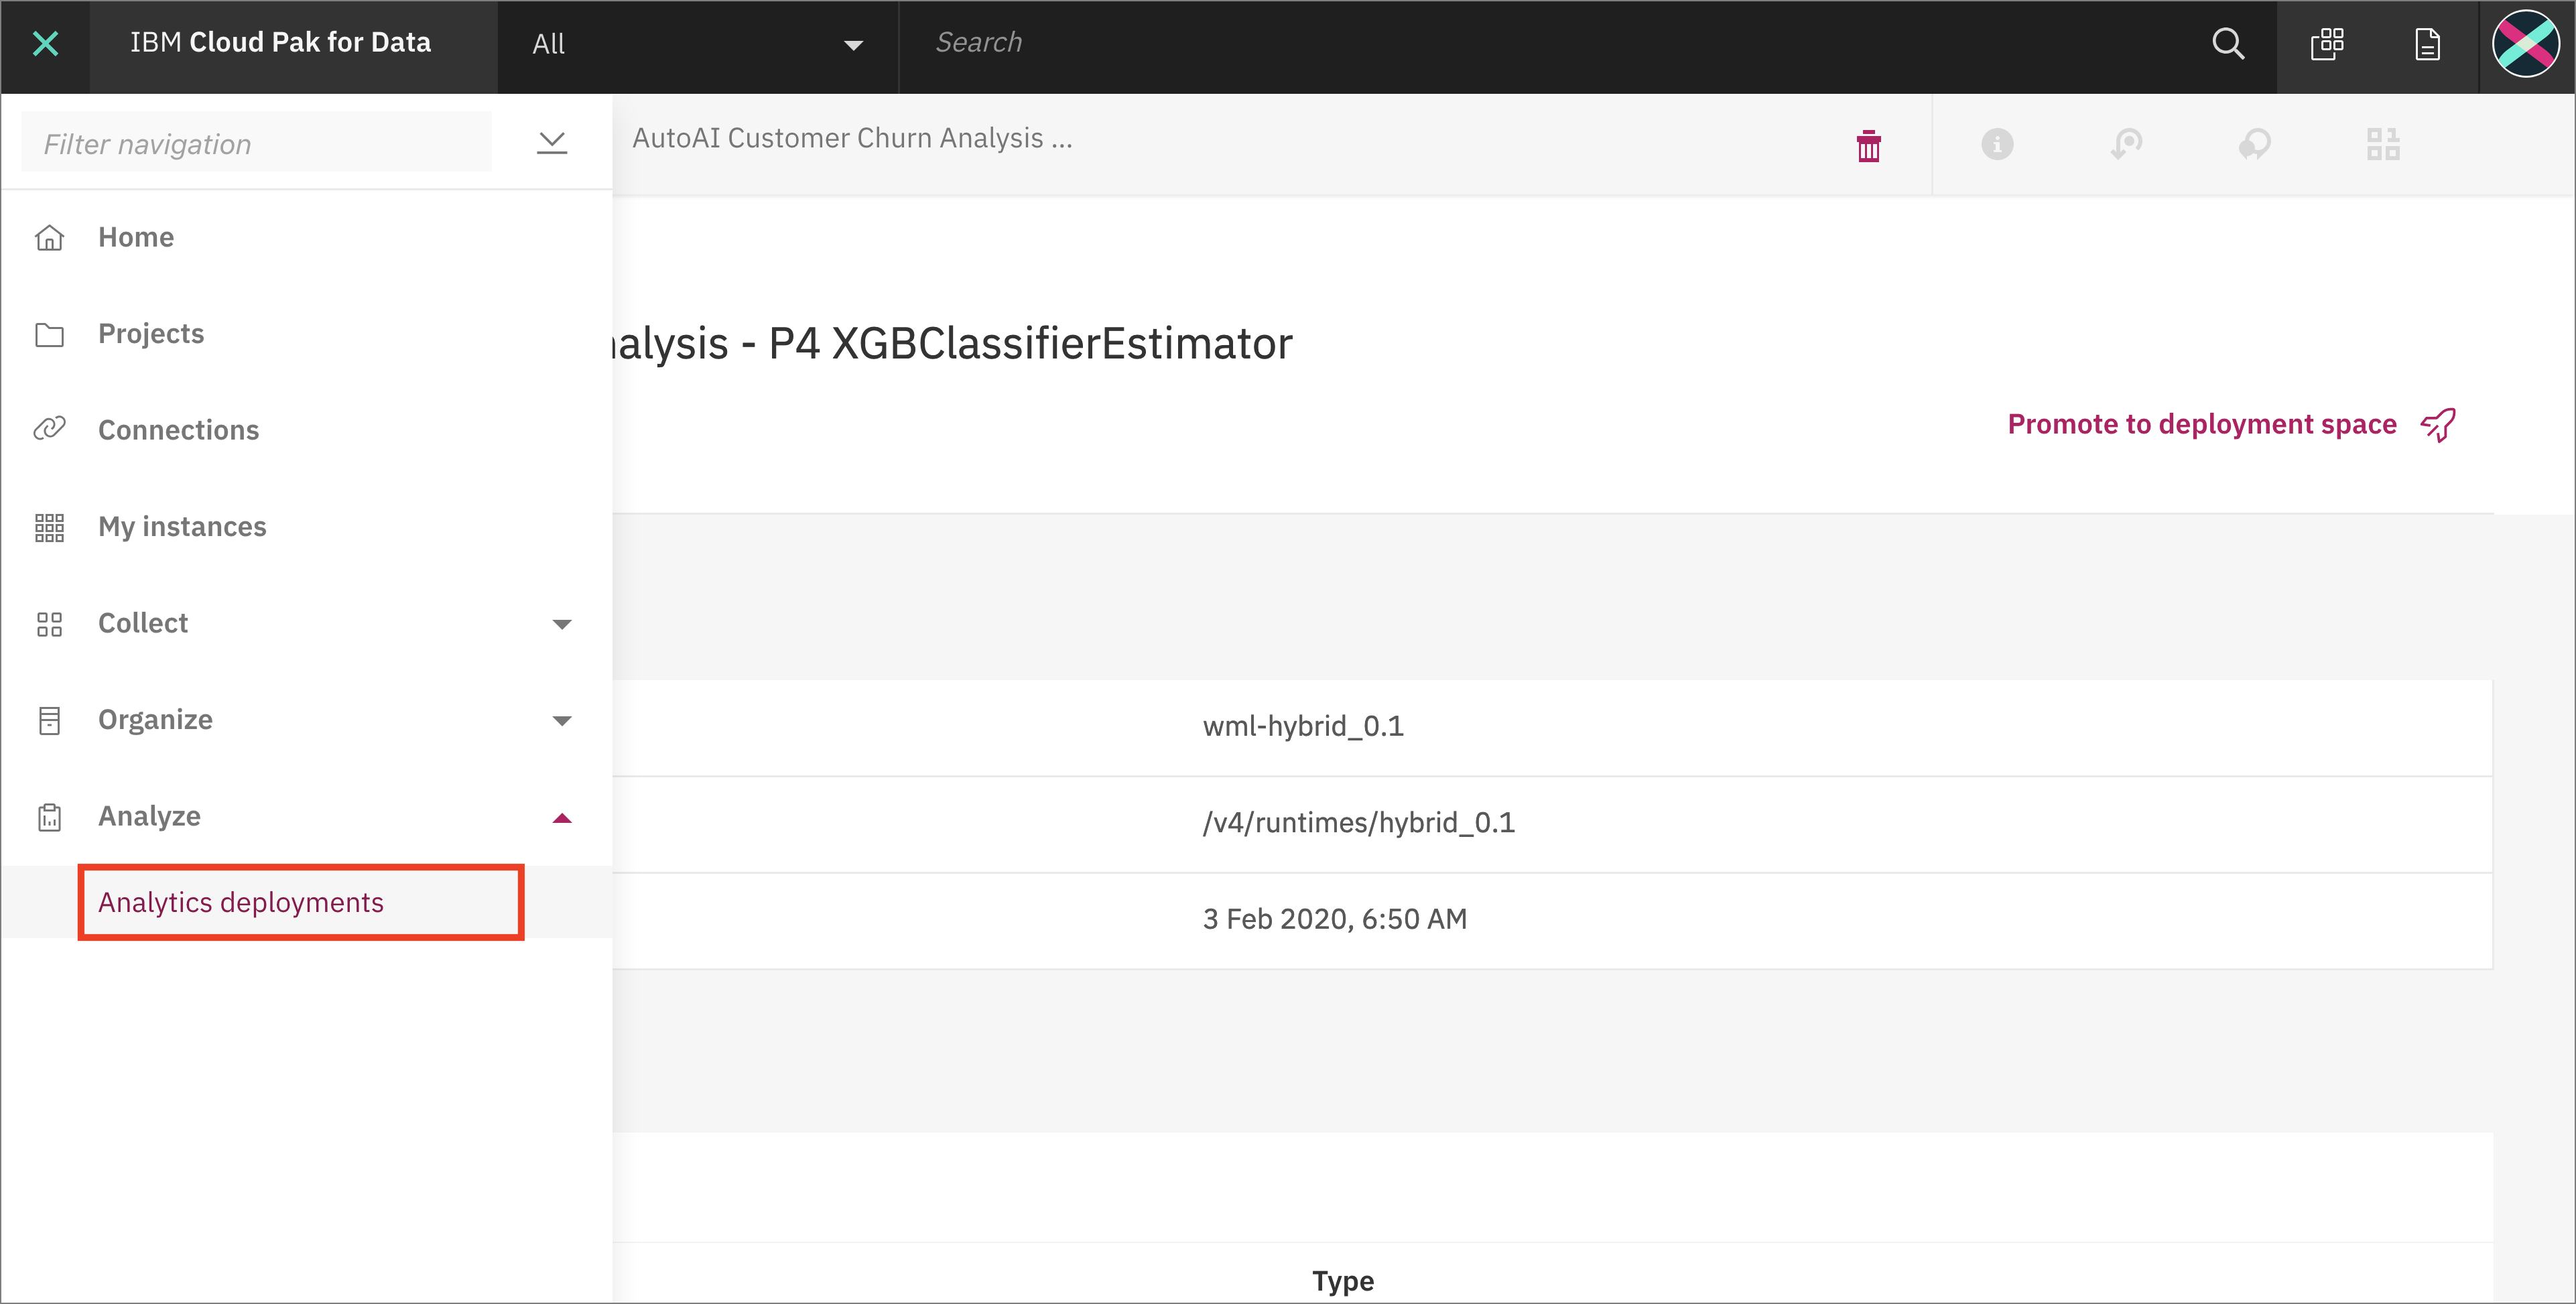 IBM Cloud Pak for Data
All
Search
Filter navigation
AutoAI Customer Churn Analysis ...
Home
Projects
Connections
My instances
Collect
Organize
Analyze
Analytics deployments
nalysis - P4 XGBClassifierEstimator
Promote to deployment space
wml-hybrid_0.1
/v4/runtimes/hybrid_0.1
3 Feb 2020, 6:50 AM
Type